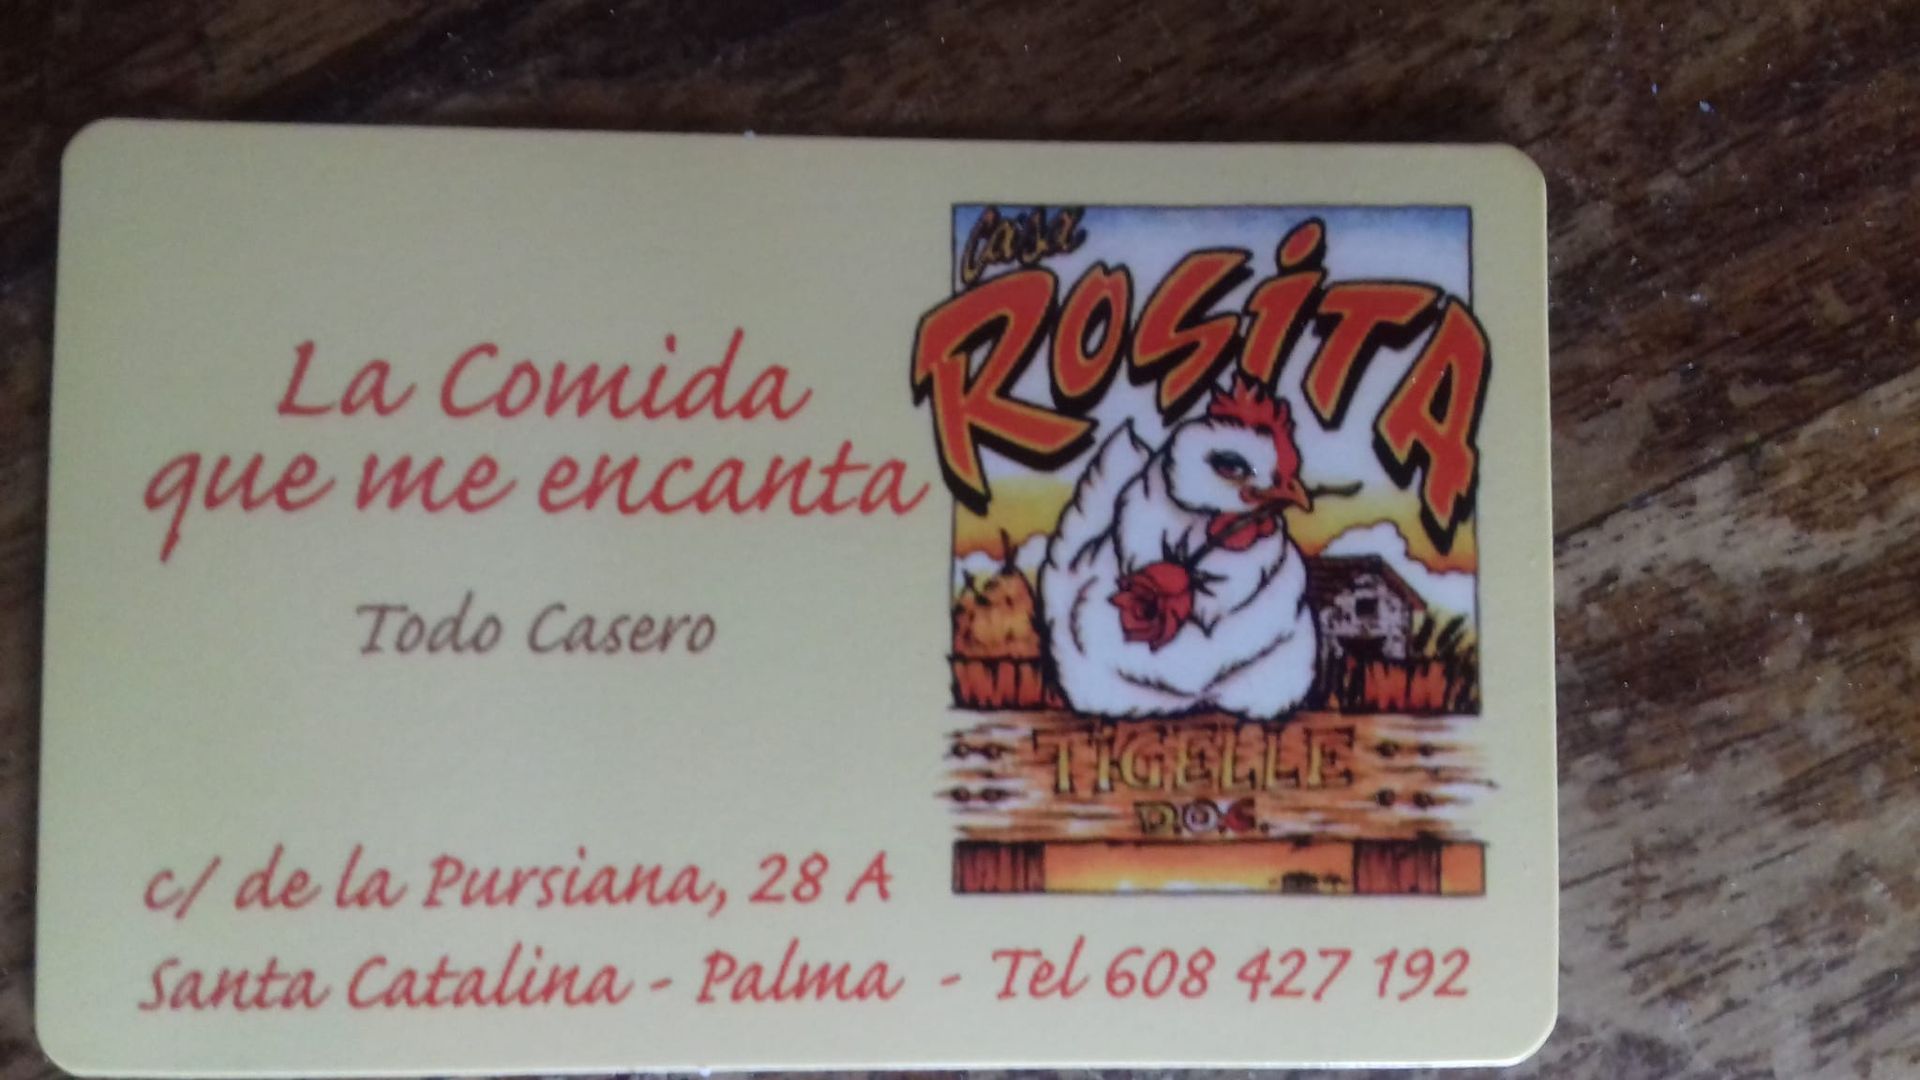 La Comida
que me encanta
Todo Casero
Casa
ROSiTA
TIGELLE
D.O.C.
c/ de la Pursiana, 28 A
Santa Catalina - Palma - Tel 608 427 192